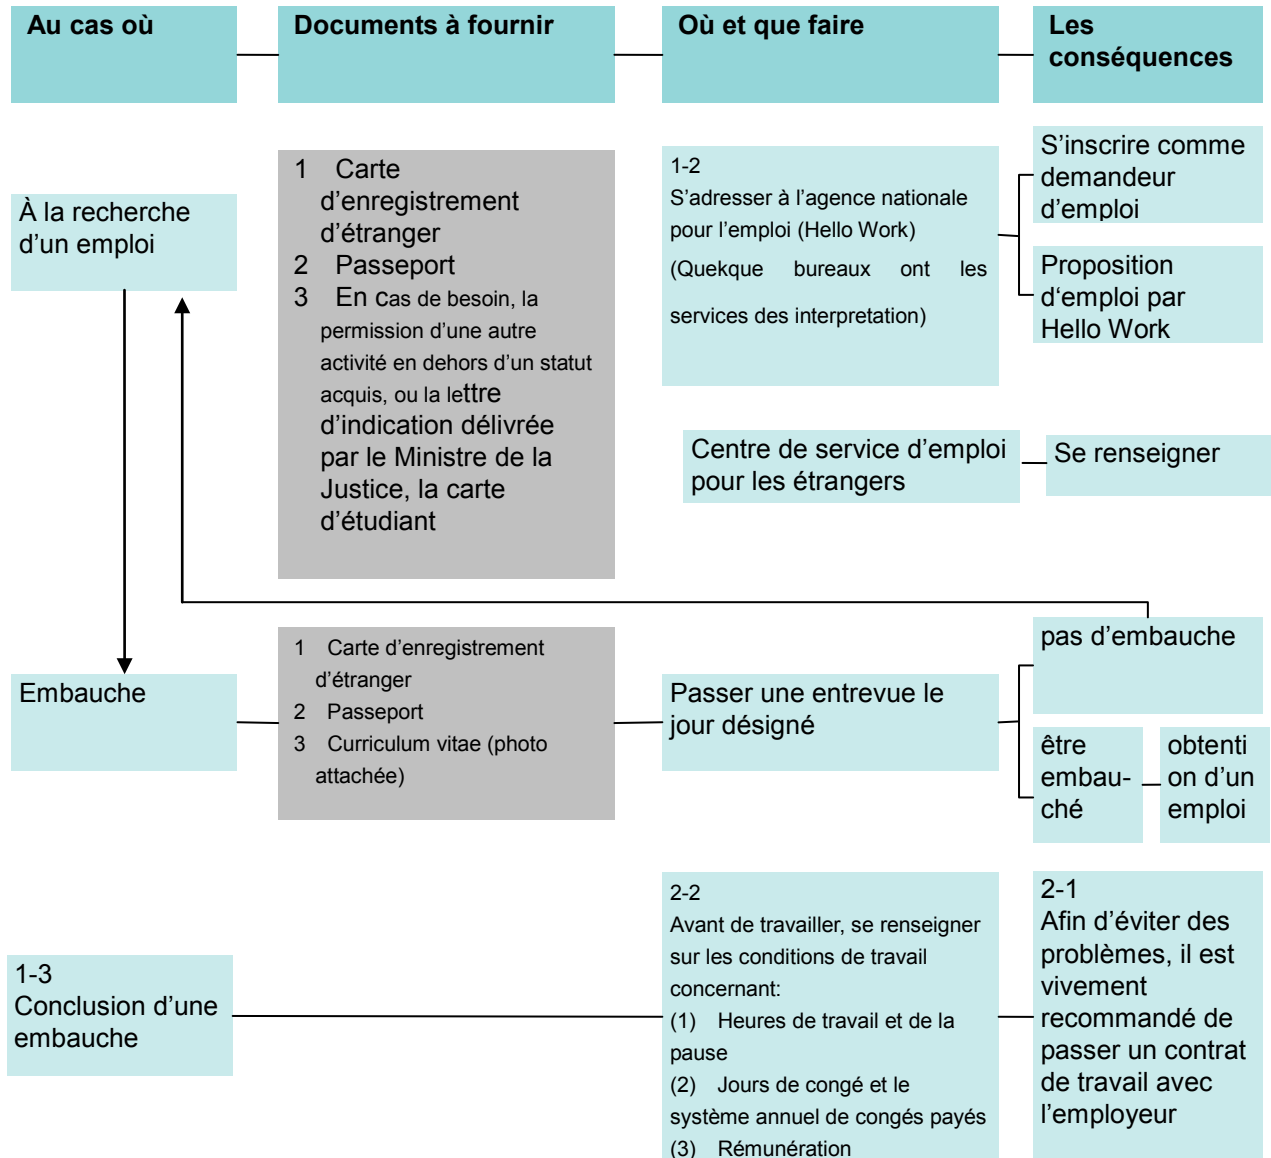 Au cas où
Documents à fournir
Où et que faire
Les
conséquences
À la recherche
d’un emploi
1 Carte
d’enregistrement
d’étranger
2 Passeport
3 En cas de besoin, la
permission d’une autre
activité en dehors d’un statut
acquis, ou la lettre
d’indication délivrée
par le Ministre de la
Justice, la carte
d’étudiant
1-2
S’adresser à l’agence nationale
pour l’emploi (Hello Work)
(Quekque bureaux ont les
services des interpretation)
S’inscrire comme
demandeur
d’emploi
Proposition
d‘emploi par
Hello Work
Centre de service d’emploi
pour les étrangers
Se renseigner
Embauche
1 Carte d’enregistrement
d’étranger
2 Passeport
3 Curriculum vitae (photo
attachée)
Passer une entrevue le
jour désigné
pas d’embauche
être
embau-
ché
obtenti
on d’un
emploi
1-3
Conclusion d’une
embauche
2-2
Avant de travailler, se renseigner
sur les conditions de travail
concernant:
(1) Heures de travail et de la
pause
(2) Jours de congé et le
système annuel de congés payés
(3) Rémunération
2-1
Afin d’éviter des
problèmes, il est
vivement
recommandé de
passer un contrat
de travail avec
l’employeur